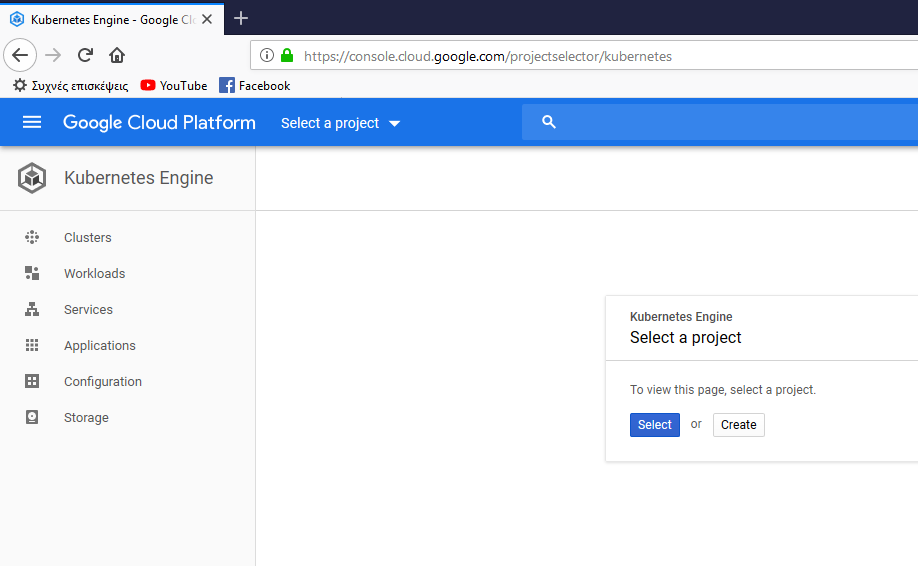 Kubernetes Engine - Google Cl
https://console.cloud.google.com/projectselector/kubernetes
Συχνές επισκέψεις YouTube Facebook
Google Cloud Platform Select a project
Kubernetes Engine
Clusters
Workloads
Services
Applications
Configuration
Storage
Kubernetes Engine
Select a project
To view this page, select a project.
Select or Create